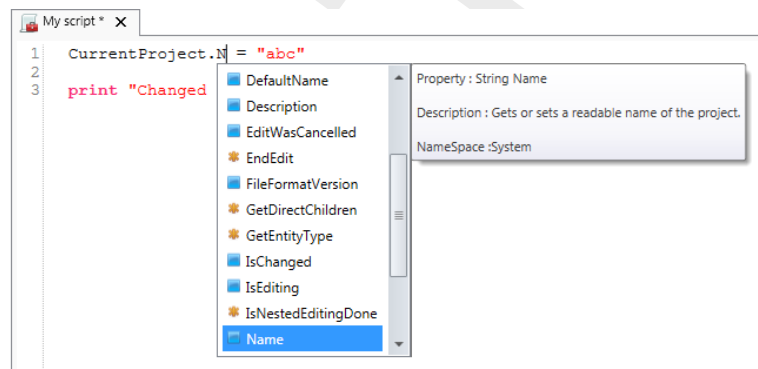 My script * X
1 CurrentProject.N = "abc"
2
3 print "Changed
DefaultName
Description
EditWasCancelled
EndEdit
FileFormatVersion
GetDirectChildren
GetEntityType
IsChanged
IsEditing
IsNestedEditingDone
Name
Property : String Name
Description : Gets or sets a readable name of the project.
NameSpace :System